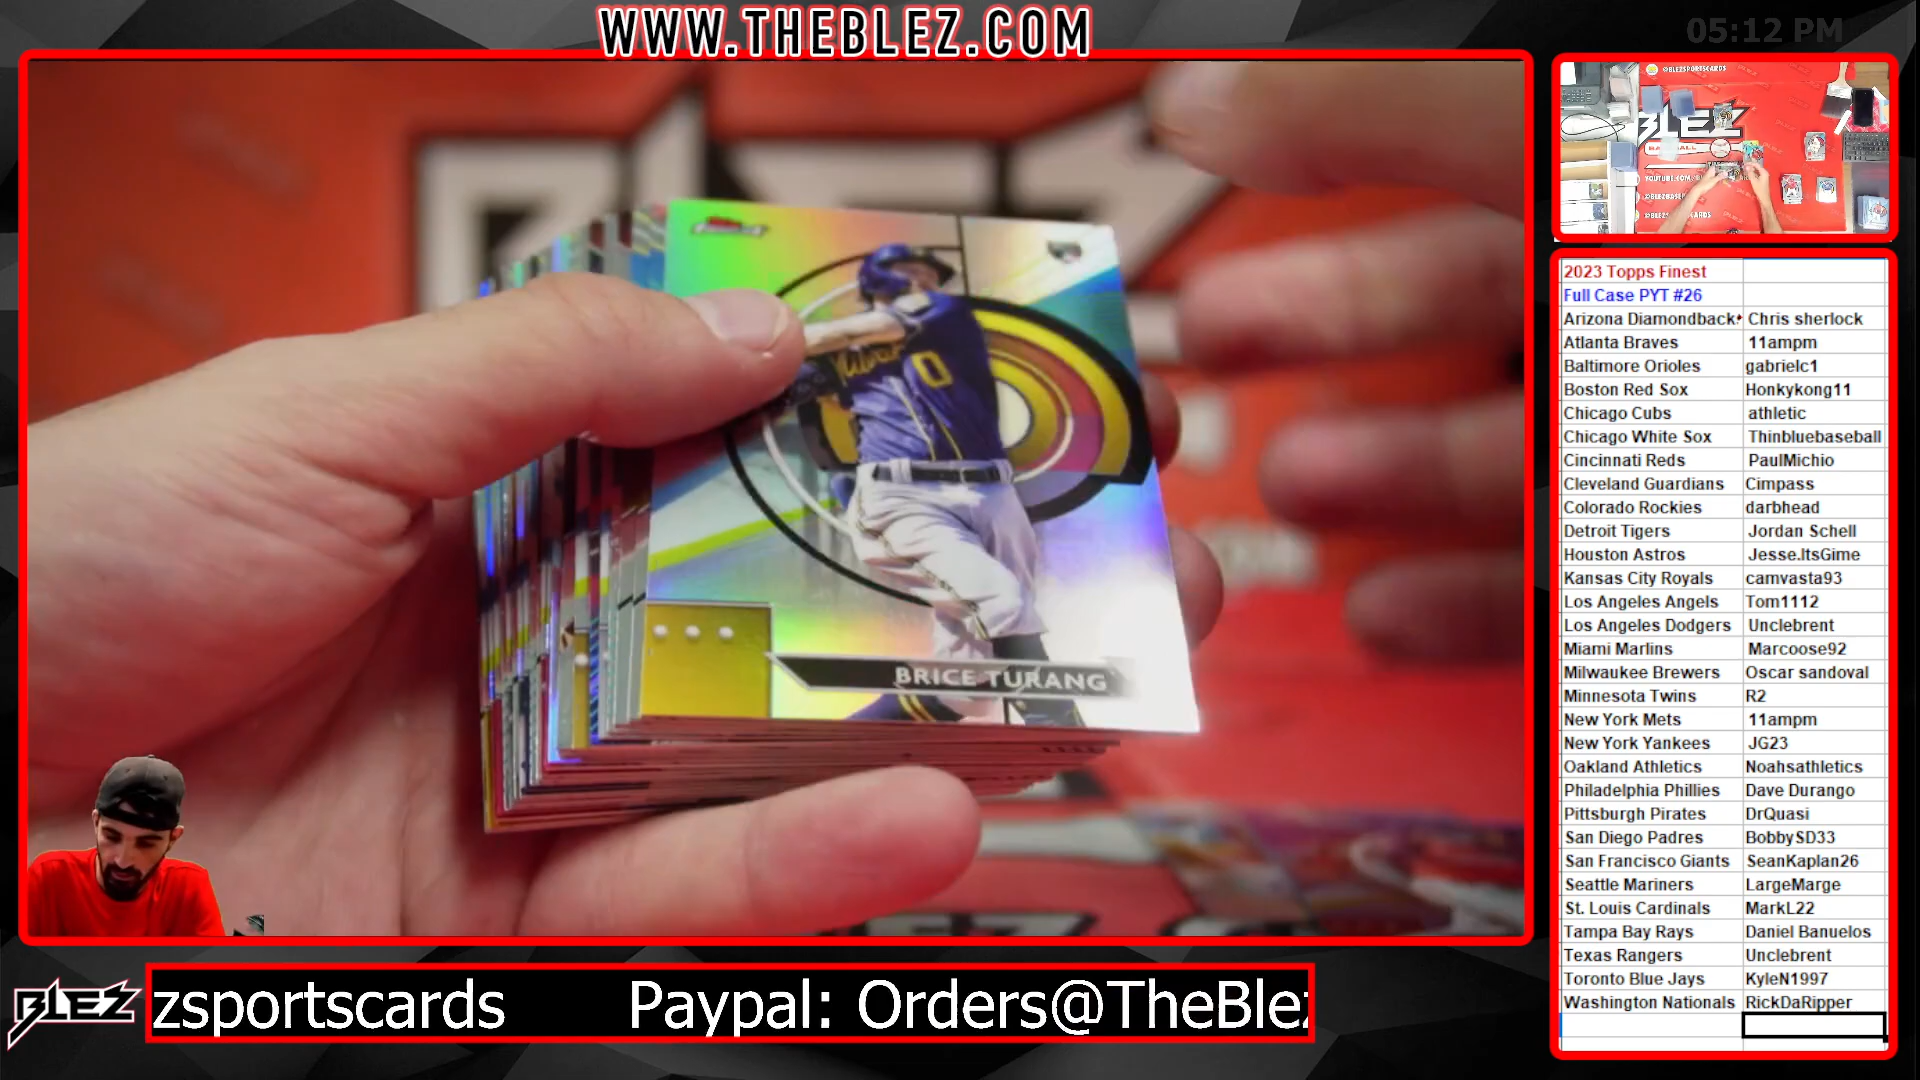 WWW.THEBLEZ.COM
05:12 PM
0
BRICE TURANG
@BLEZSPORTSCARDS
BLEZ
2023 Topps Finest
Full Case PYT #26
Arizona Diamondback Chris sherlock
Atlanta Braves 11ampm
Baltimore Orioles gabrielc1
Boston Red Sox Honkykong11
Chicago Cubs athletic
Chicago White Sox Thinbluebaseball
Cincinnati Reds PaulMichio
Cleveland Guardians Cimpass
Colorado Rockies darbhead
Detroit Tigers Jordan Schell
Houston Astros Jesse.ItsGime
Kansas City Royals camvasta93
Los Angeles Angels Tom1112
Los Angeles Dodgers Unclebrent
Miami Marlins Marcoose92
Milwaukee Brewers Oscar sandoval
Minnesota Twins R2
New York Mets 11ampm
New York Yankees JG23
Oakland Athletics Noahsathletics
Philadelphia Phillies Dave Durango
Pittsburgh Pirates DrQuasi
San Diego Padres BobbySD33
San Francisco Giants SeanKaplan26
Seattle Mariners LargeMarge
St. Louis Cardinals MarkL22
Tampa Bay Rays Daniel Banuelos
Texas Rangers Unclebrent
Toronto Blue Jays KyleN1997
Washington Nationals RickDaRipper
BLEZ
zsportscards Paypal: Orders@TheBlez